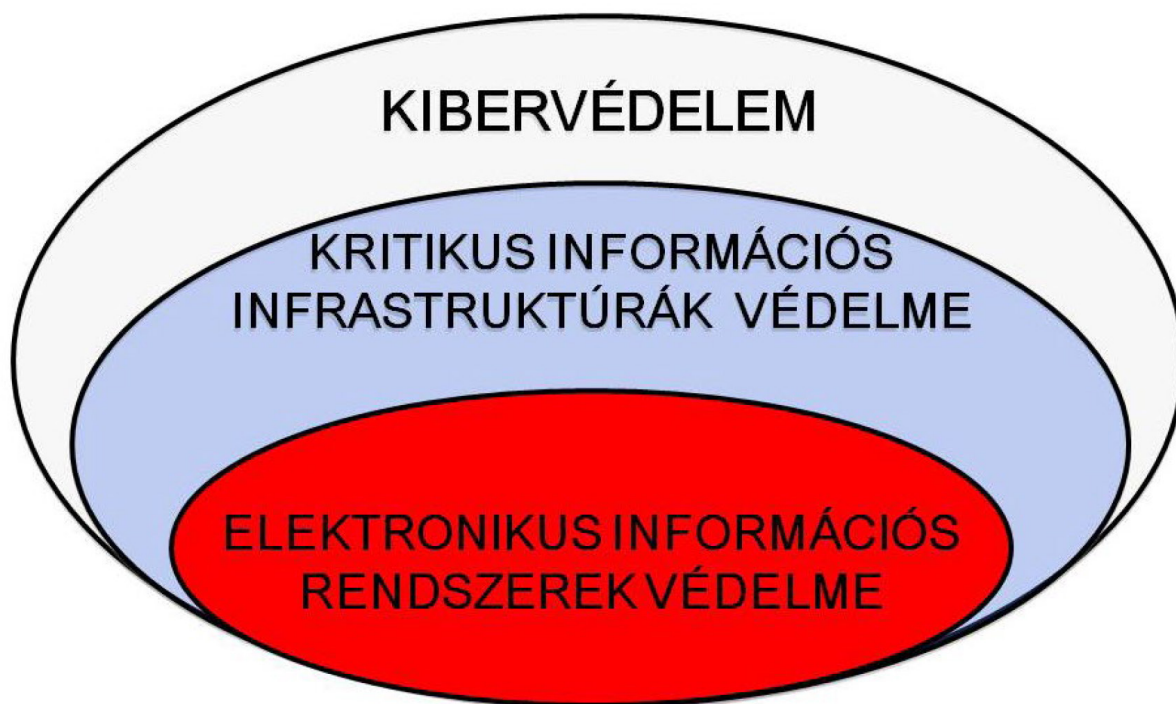 KIBERVÉDELEM
KRITIKUS INFORMÁCIÓS
INFRASTRUKTÚRÁK VÉDELME
ELEKTRONIKUS INFORMÁCIÓS
RENDSZEREK VÉDELME